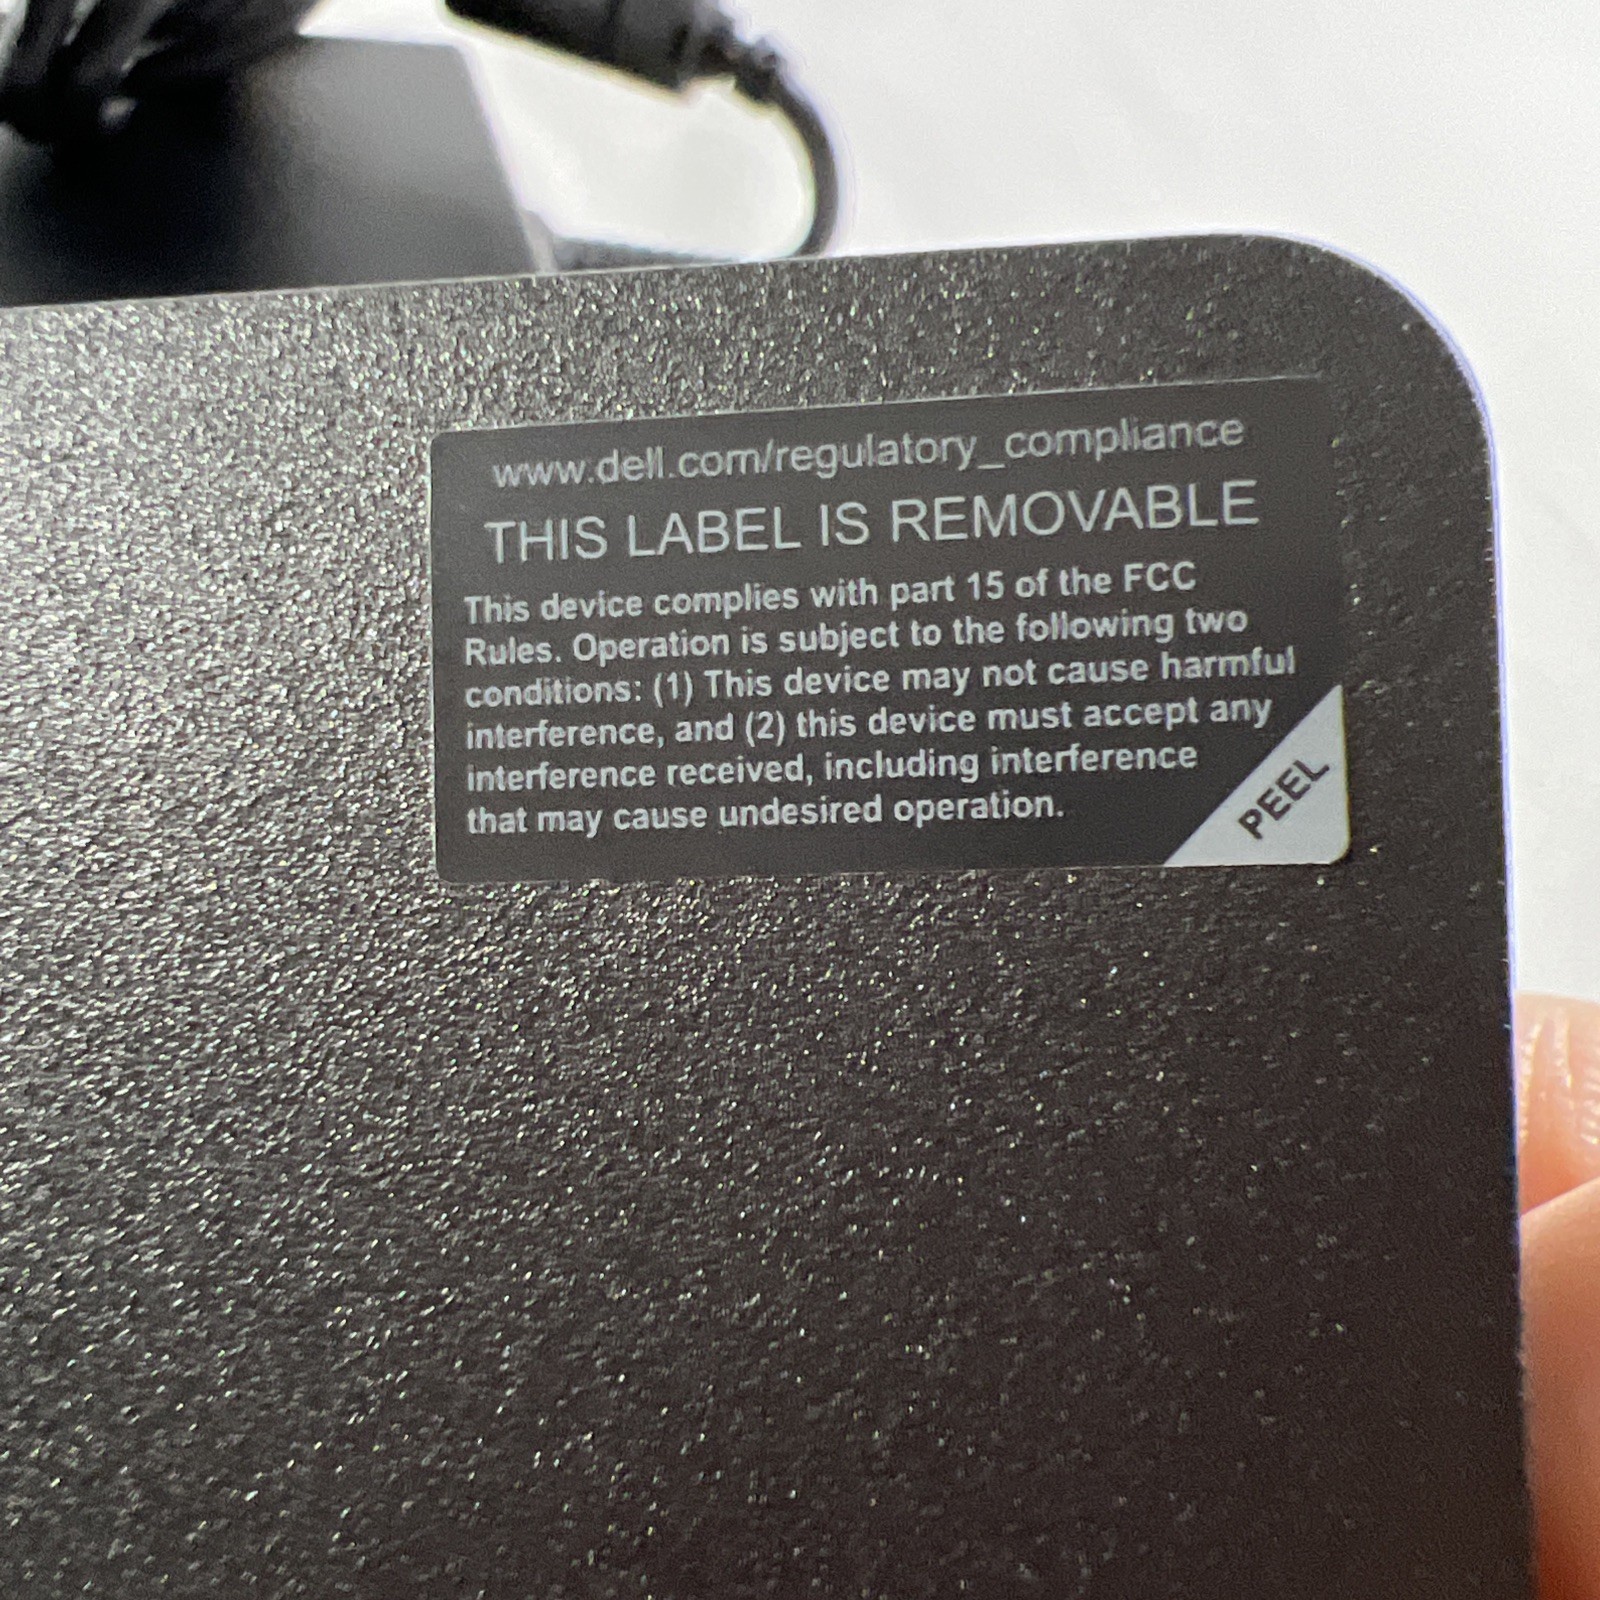 www.dell.com/regulatory_compliance
THIS LABEL IS REMOVABLE
This device complies with part 15 of the FCC
Rules. Operation is subject to the following two
conditions: (1) This device may not cause harmful
interference, and (2) this device must accept any
interference received, including interference
that may cause undesired operation.
PEEL